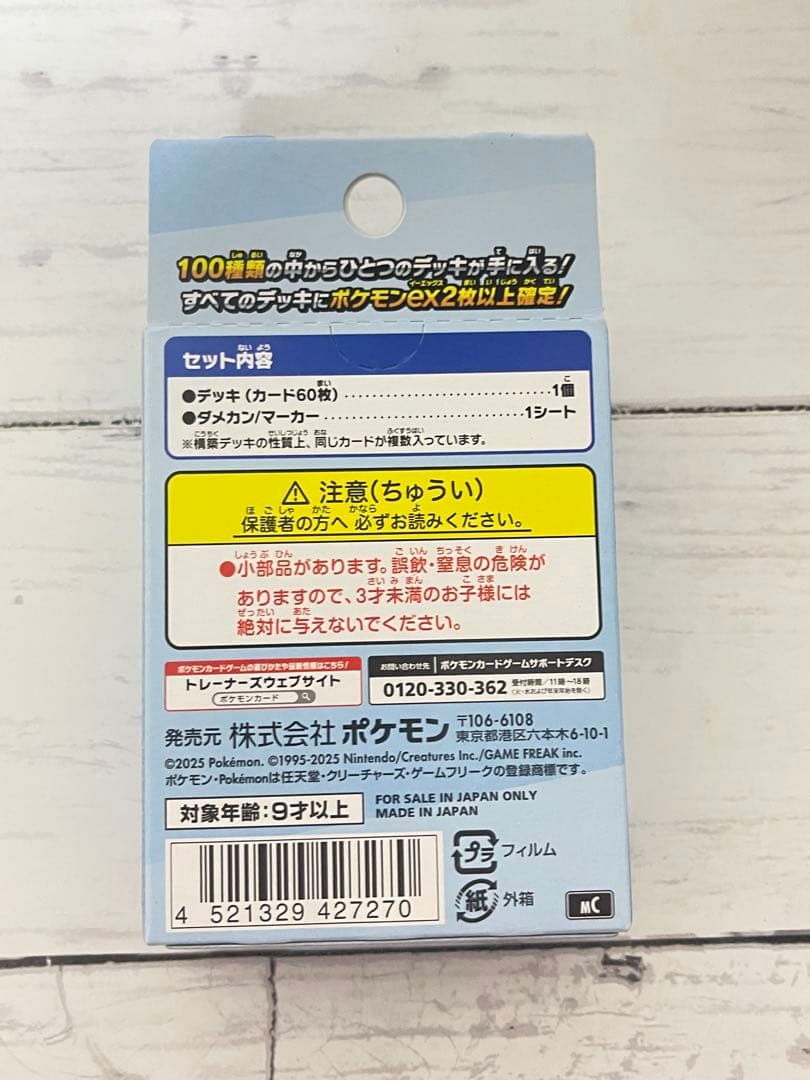 100種類の中からひとつのデッキが手に入る!
すべてのデッキにポケモンex2枚以上確定!
セット内容
●デッキ(カード60枚)..............................1個
●ダメカン/マーカー..............................1シート
※構築デッキの性質上、同じカードが複数入っています。
⚠ 注意(ちゅうい)
保護者の方へ 必ずお読みください。
●小部品があります。誤飲・窒息の危険が
ありますので、3才未満のお子様には
絶対に与えないでください。
ポケモンカードゲームの遊びかたや最新情報はこちら!
トレーナーズウェブサイト
ポケモンカード
お問い合わせ先 ポケモンカードゲームサポートデスク
0120-330-362 受付時間/11時~18時
(火・水および年末年始を除く)
発売元 株式会社ポケモン 〒106-6108
東京都港区六本木6-10-1
©2025 Pokémon. ©1995-2025 Nintendo/Creatures Inc./GAME FREAK inc.
ポケモン・Pokémonは任天堂・クリーチャーズ・ゲームフリークの登録商標です。
対象年齢:9才以上
FOR SALE IN JAPAN ONLY
MADE IN JAPAN
プラ フィルム
紙 外箱
MC
4 521329 427270